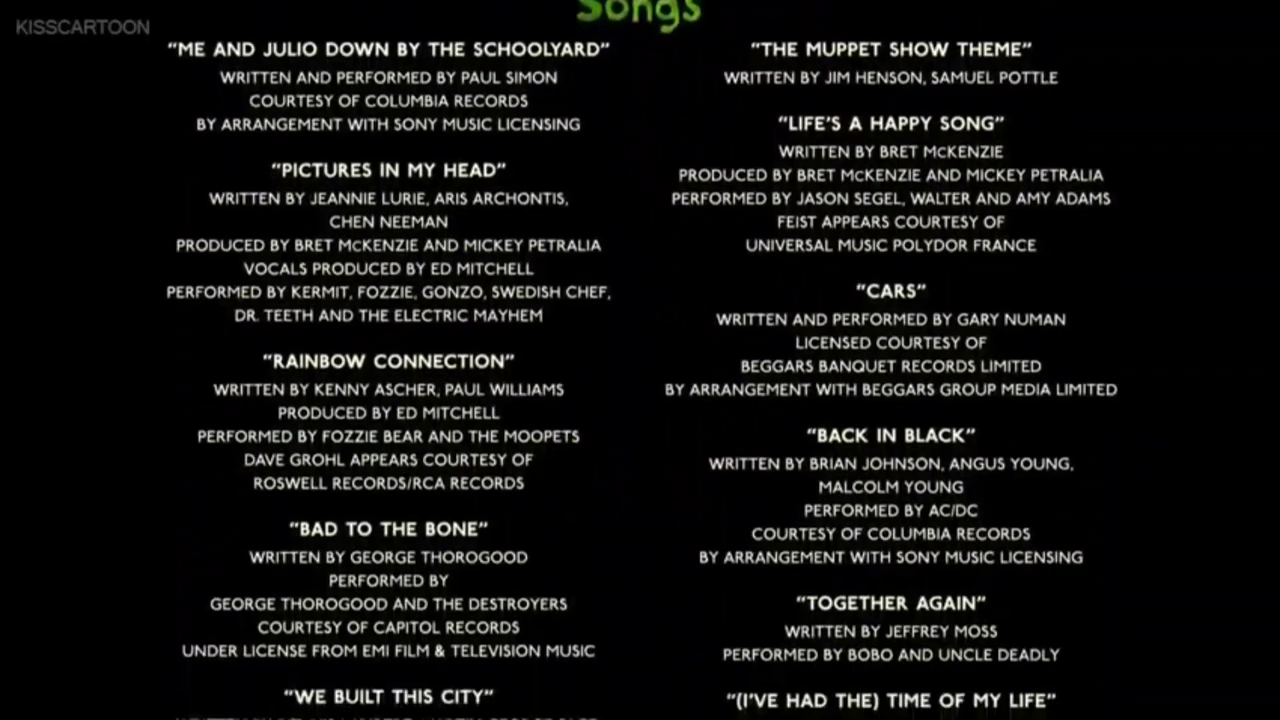 KISSCARTOON
Songs
"ME AND JULIO DOWN BY THE SCHOOLYARD"
WRITTEN AND PERFORMED BY PAUL SIMON
COURTESY OF COLUMBIA RECORDS
BY ARRANGEMENT WITH SONY MUSIC LICENSING
"PICTURES IN MY HEAD"
WRITTEN BY JEANNIE LURIE, ARIS ARCHONTIS,
CHEN NEEMAN
PRODUCED BY BRET McKENZIE AND MICKEY PETRALIA
VOCALS PRODUCED BY ED MITCHELL
PERFORMED BY KERMIT, FOZZIE, GONZO, SWEDISH CHEF,
DR. TEETH AND THE ELECTRIC MAYHEM
"RAINBOW CONNECTION"
WRITTEN BY KENNY ASCHER, PAUL WILLIAMS
PRODUCED BY ED MITCHELL
PERFORMED BY FOZZIE BEAR AND THE MOOPETS
DAVE GROHL APPEARS COURTESY OF
ROSWELL RECORDS/RCA RECORDS
"BAD TO THE BONE"
WRITTEN BY GEORGE THOROGOOD
PERFORMED BY
GEORGE THOROGOOD AND THE DESTROYERS
COURTESY OF CAPITOL RECORDS
UNDER LICENSE FROM EMI FILM & TELEVISION MUSIC
"WE BUILT THIS CITY"
"THE MUPPET SHOW THEME"
WRITTEN BY JIM HENSON, SAMUEL POTTLE
"LIFE'S A HAPPY SONG"
WRITTEN BY BRET McKENZIE
PRODUCED BY BRET McKENZIE AND MICKEY PETRALIA
PERFORMED BY JASON SEGEL, WALTER AND AMY ADAMS
FEIST APPEARS COURTESY OF
UNIVERSAL MUSIC POLYDOR FRANCE
"CARS"
WRITTEN AND PERFORMED BY GARY NUMAN
LICENSED COURTESY OF
BEGGARS BANQUET RECORDS LIMITED
BY ARRANGEMENT WITH BEGGARS GROUP MEDIA LIMITED
"BACK IN BLACK"
WRITTEN BY BRIAN JOHNSON, ANGUS YOUNG,
MALCOLM YOUNG
PERFORMED BY AC/DC
COURTESY OF COLUMBIA RECORDS
BY ARRANGEMENT WITH SONY MUSIC LICENSING
"TOGETHER AGAIN"
WRITTEN BY JEFFREY MOSS
PERFORMED BY BOBO AND UNCLE DEADLY
"(I'VE HAD THE) TIME OF MY LIFE"